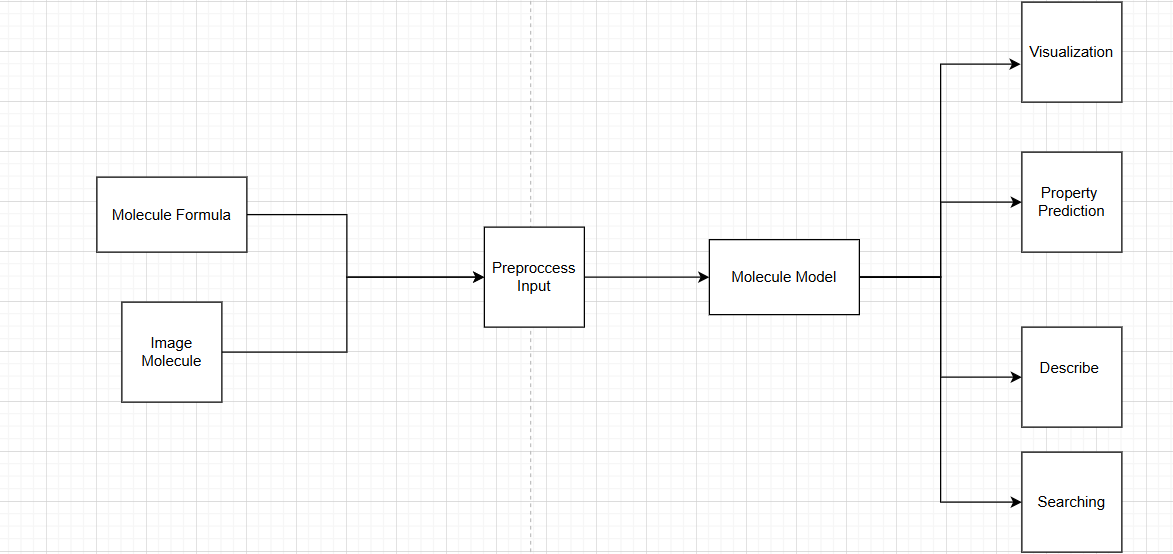 Molecule Formula
Image
Molecule
Preproccess
Input
Molecule Model
Visualization
Property
Prediction
Describe
Searching